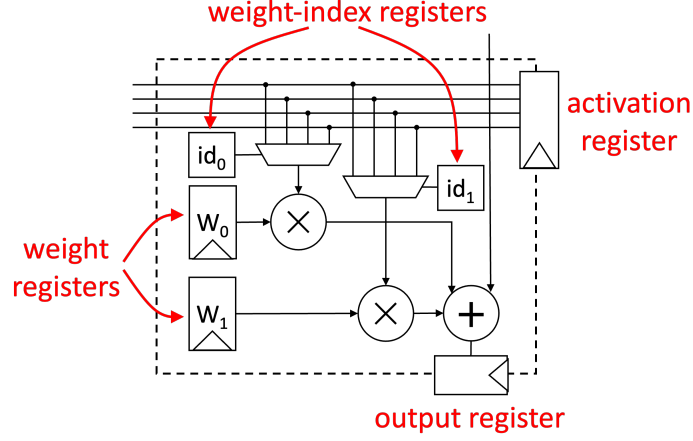 weight-index registers
activation
register
id₀
id₁
W₀
weight
registers
W₁
output register